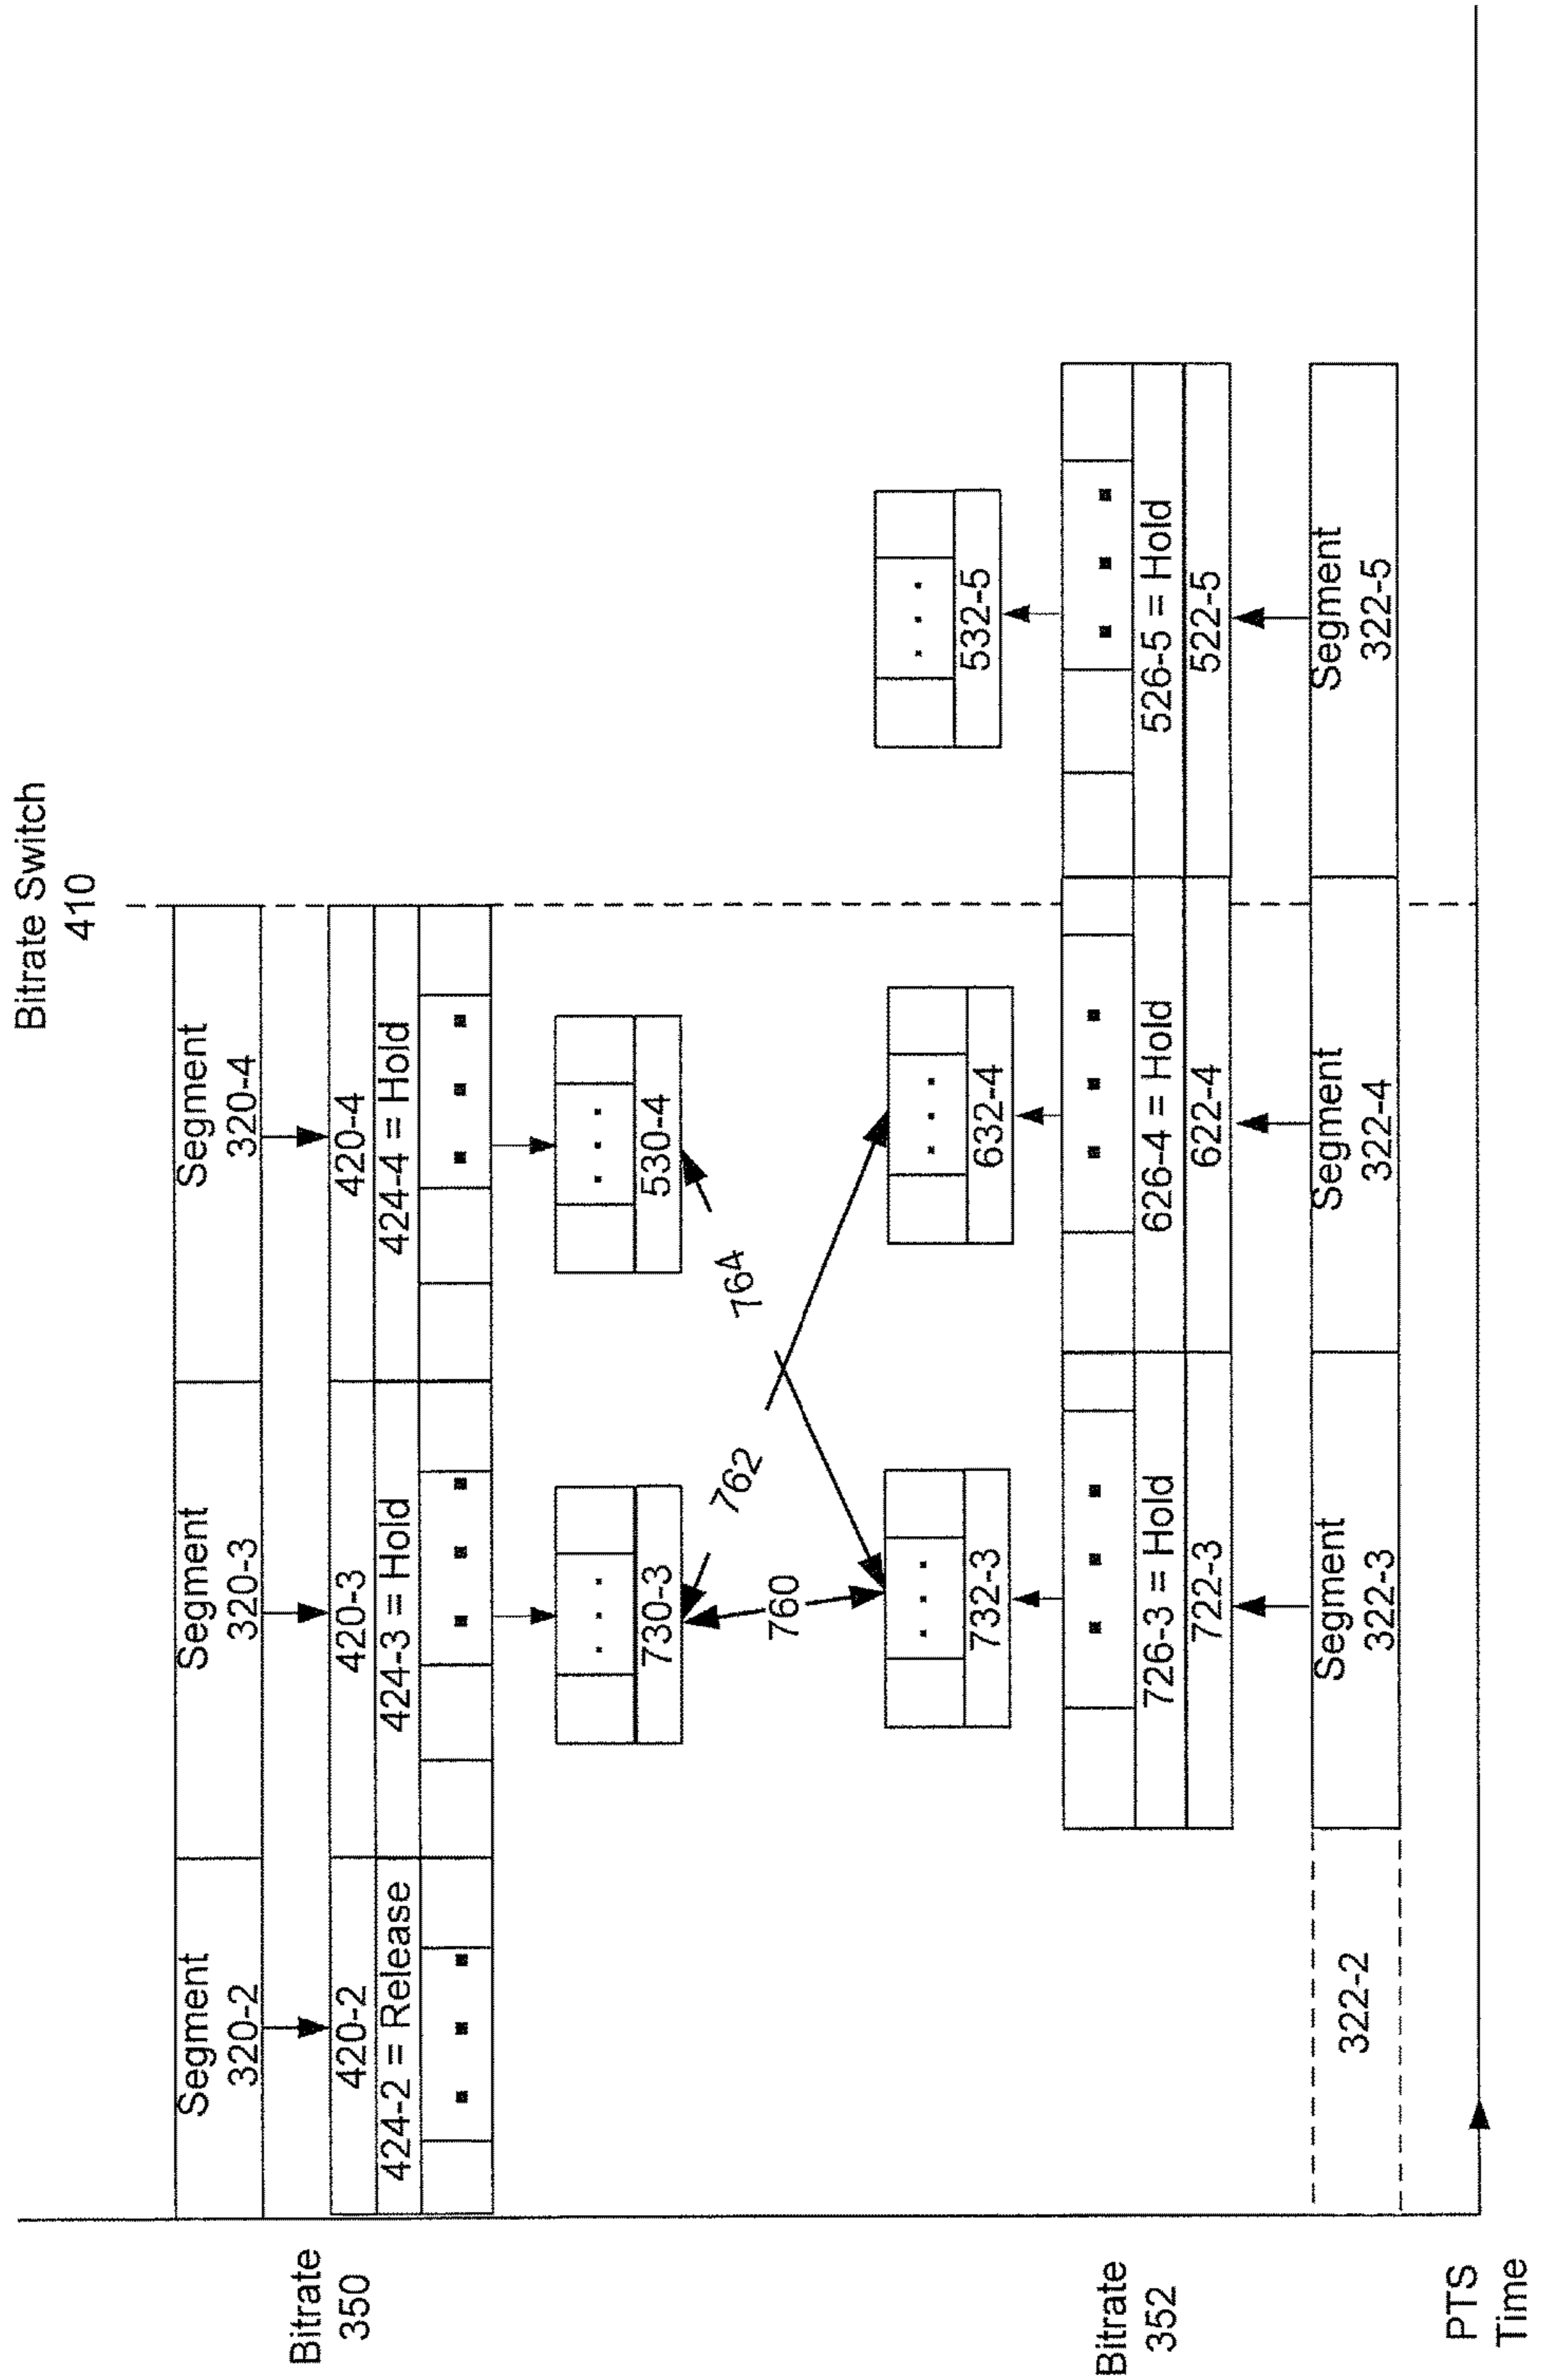 Bitrate Switch
410
Bitrate
350
Segment
320-2
Segment
320-3
Segment
320-4
420-2
420-3
420-4
424-2 = Release
424-3 = Hold
424-4 = Hold
730-3
530-4
762
764
760
732-3
632-4
532-5
Bitrate
352
726-3 = Hold
626-4 = Hold
526-5 = Hold
722-3
622-4
522-5
322-2
Segment
322-3
Segment
322-4
Segment
322-5
PTS
Time